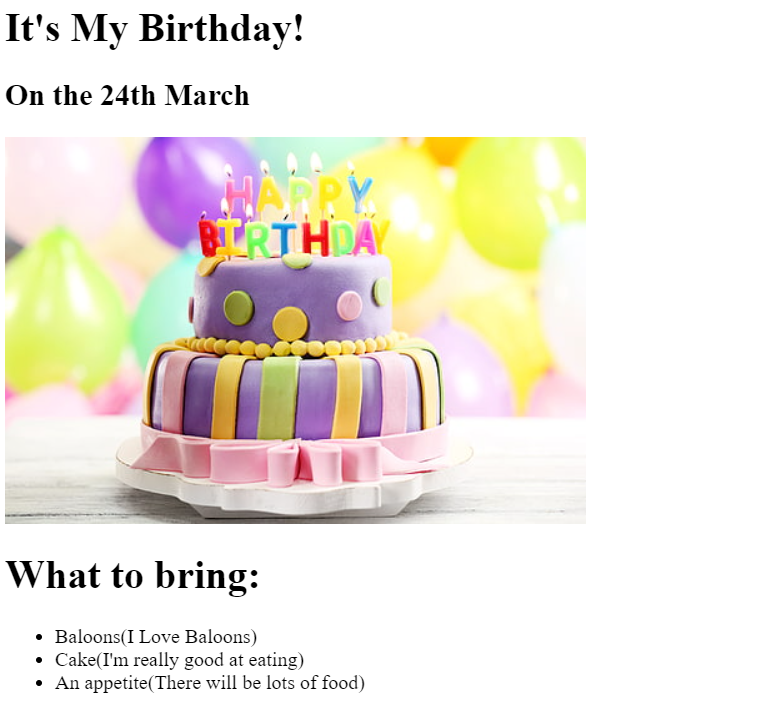 It's My Birthday!
On the 24th March
HAPPY
BIRTHDAY
What to bring:
Baloons(I Love Baloons)
Cake(I'm really good at eating)
An appetite(There will be lots of food)